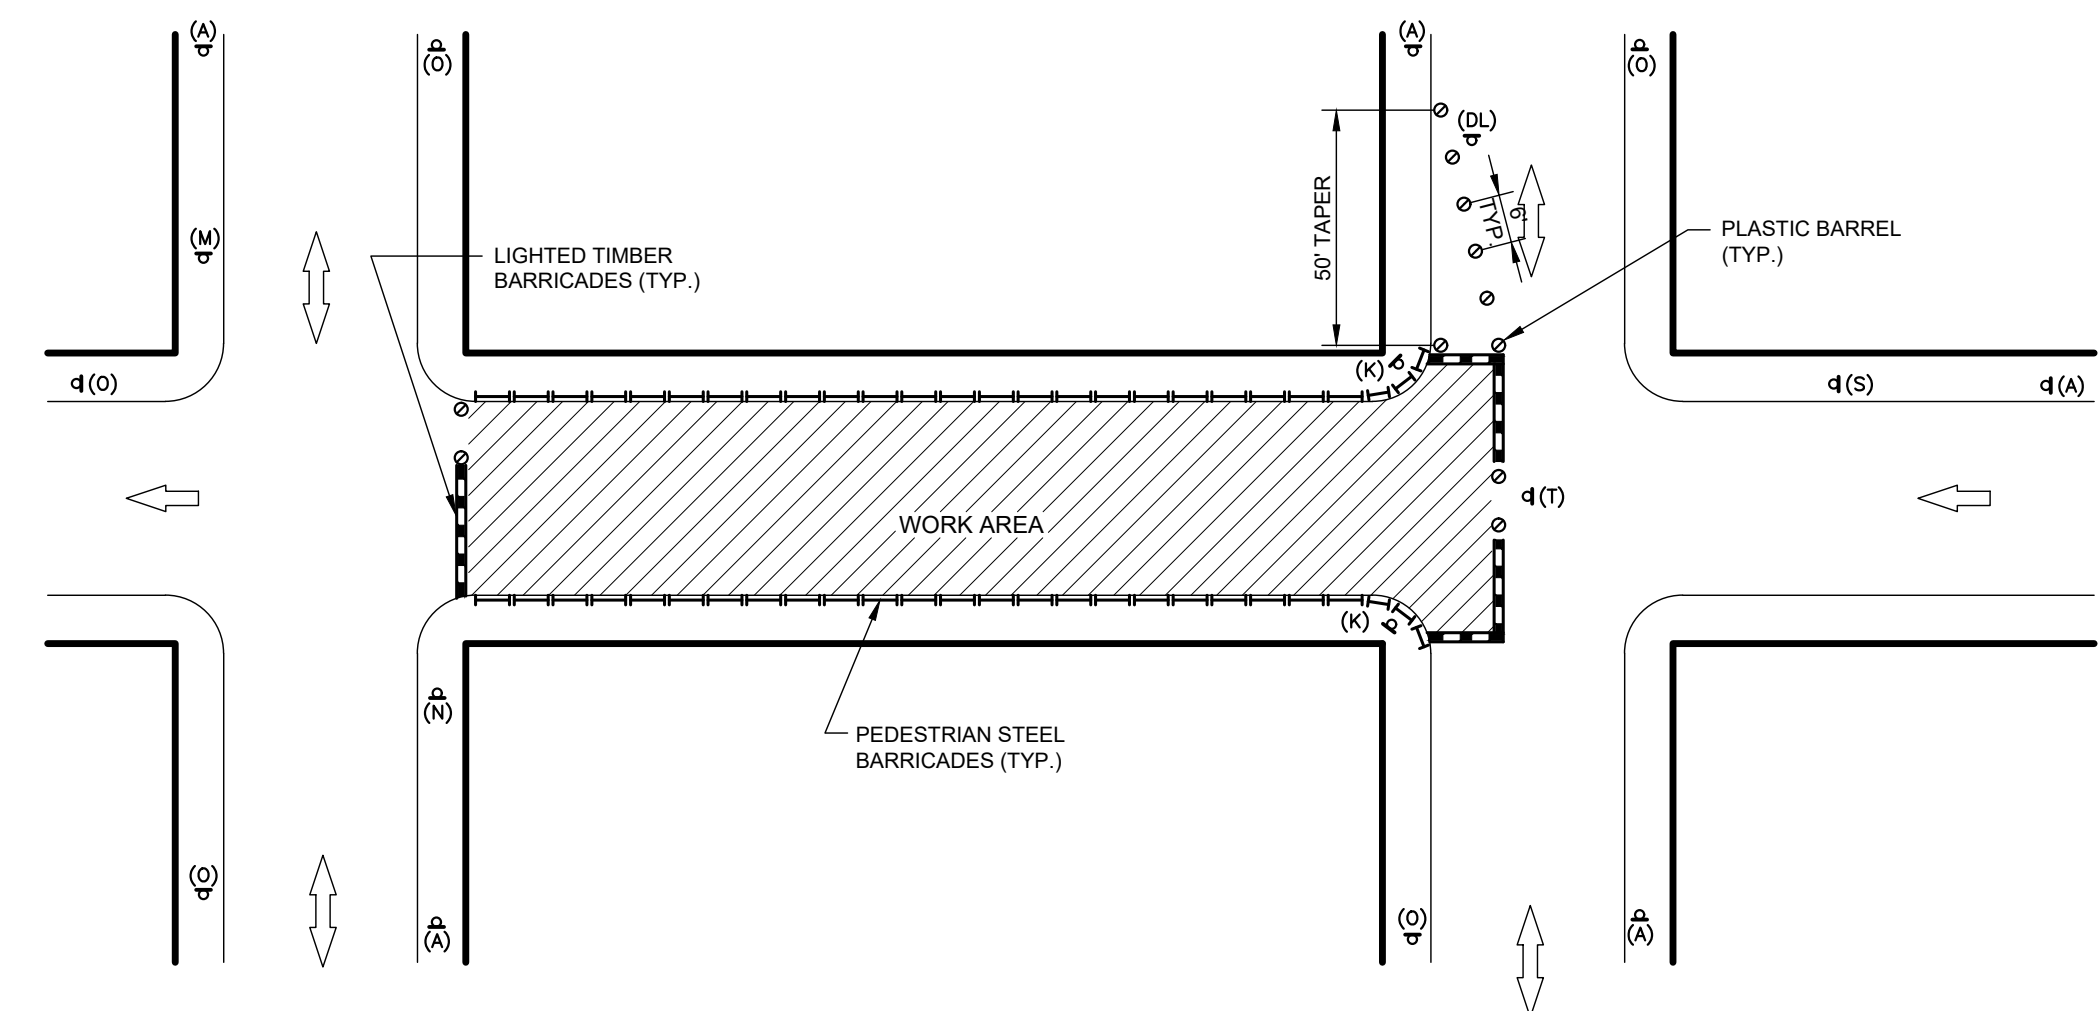 (A)
(O)
(A)
(O)
(DL)
50' TAPER
6'
TYP.
(M)
PLASTIC BARREL
(TYP.)
LIGHTED TIMBER
BARRICADES (TYP.)
(K)
(O)
(S)
(A)
(T)
WORK AREA
(K)
(N)
PEDESTRIAN STEEL
BARRICADES (TYP.)
(O)
(A)
(O)
(A)